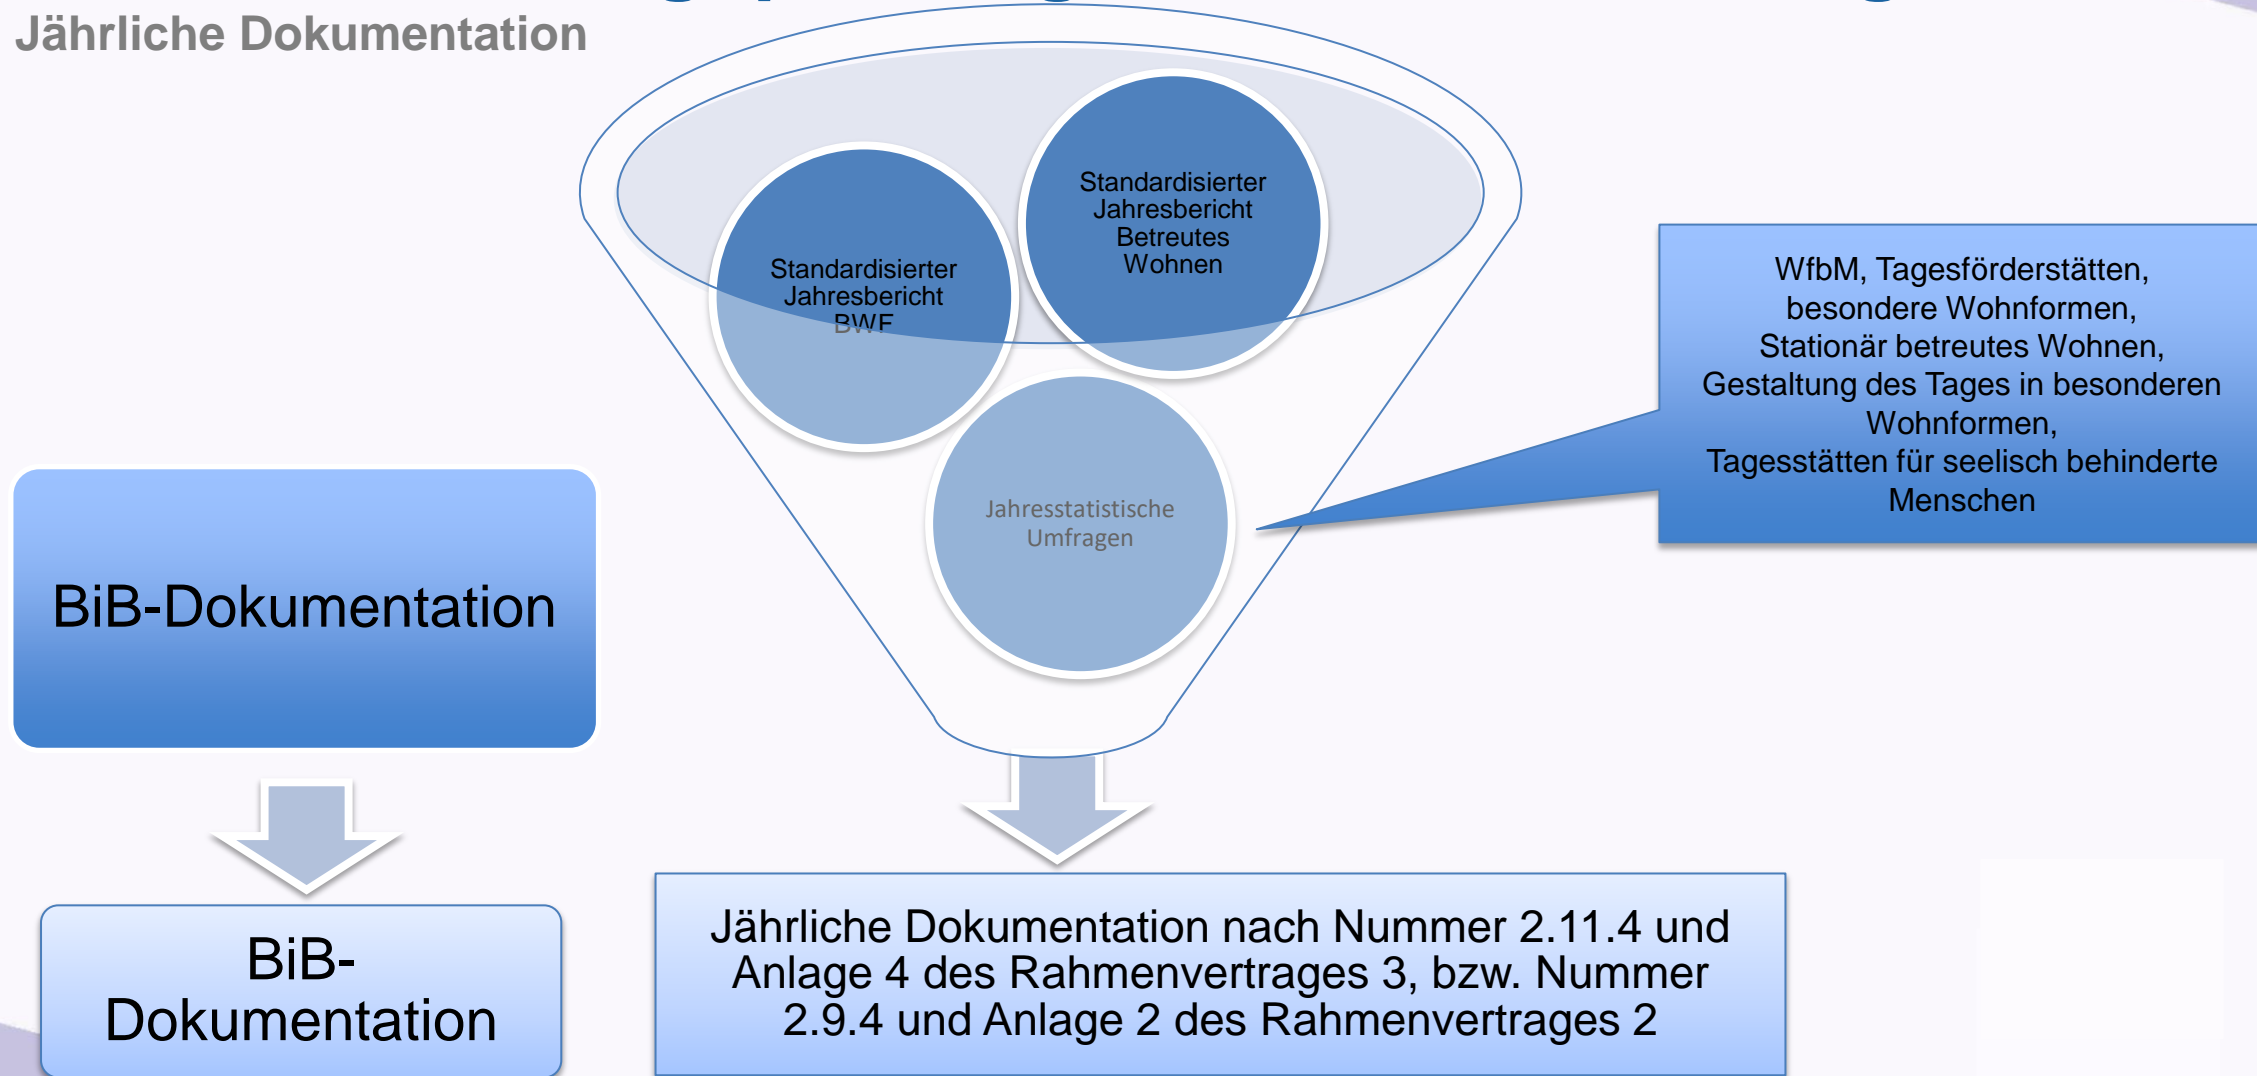 Jährliche Dokumentation
Standardisierter
Jahresbericht
Betreutes
Wohnen
Standardisierter
Jahresbericht
BWF
Jahresstatistische
Umfragen
WfbM, Tagesförderstätten,
besondere Wohnformen,
Stationär betreutes Wohnen,
Gestaltung des Tages in besonderen
Wohnformen,
Tagesstätten für seelisch behinderte
Menschen
BiB-Dokumentation
BiB-
Dokumentation
Jährliche Dokumentation nach Nummer 2.11.4 und
Anlage 4 des Rahmenvertrages 3, bzw. Nummer
2.9.4 und Anlage 2 des Rahmenvertrages 2